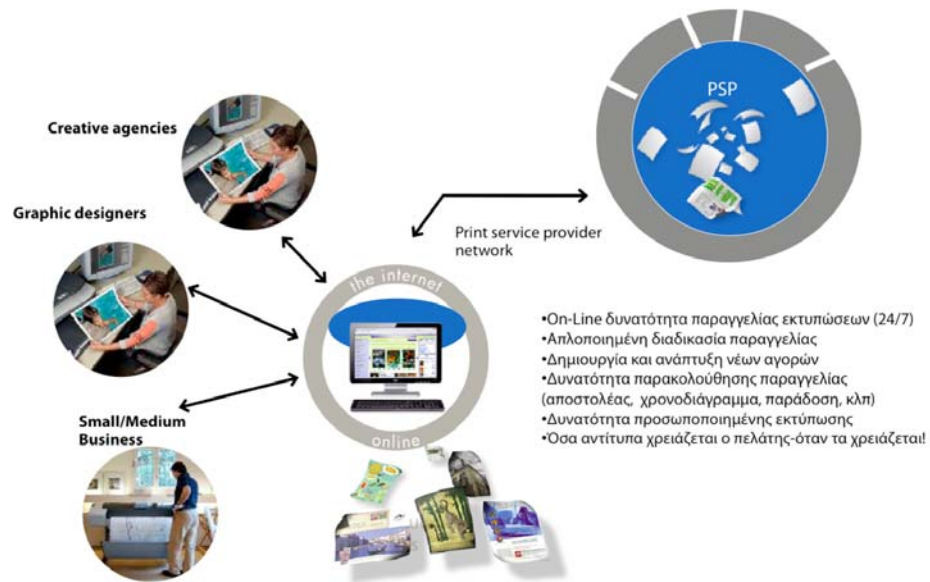 PSP
Creative agencies
Graphic designers
Print service provider
network
the internet
online
Small/Medium
Business
•On-Line δυνατότητα παραγγελίας εκτυπώσεων (24/7)
•Απλοποιημένη διαδικασία παραγγελίας
•Δημιουργία και ανάπτυξη νέων αγορών
•Δυνατότητα παρακολούθησης παραγγελίας
(αποστολέας, χρονοδιάγραμμα, παράδοση, κλπ)
•Δυνατότητα προσωποποιημένης εκτύπωσης
•Όσα αντίτυπα χρειάζεται ο πελάτης-όταν τα χρειάζεται!